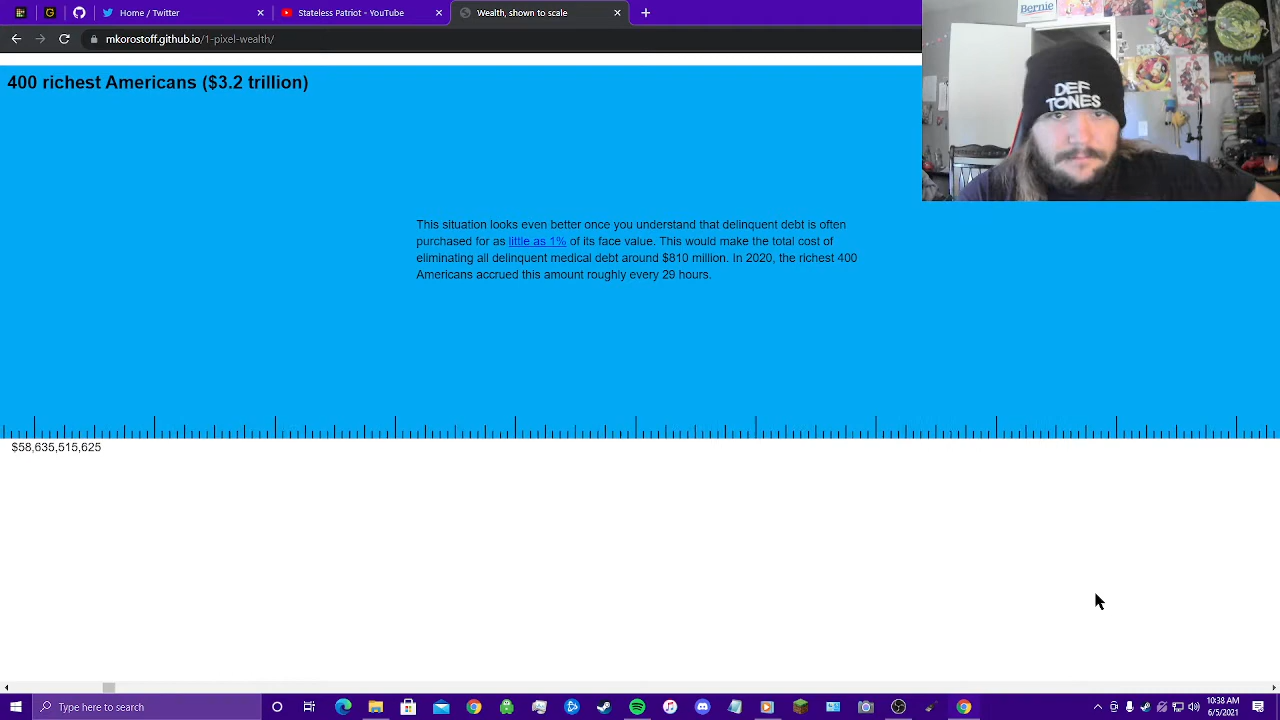 Home / Twitter
Stateless Patriot - YouTube
Wealth, shown to scale
mkorostoff.github.io/1-pixel-wealth/
Bernie
Rick and Morty
DEF
TONES
400 richest Americans ($3.2 trillion)
This situation looks even better once you understand that delinquent debt is often
purchased for as little as 1% of its face value. This would make the total cost of
eliminating all delinquent medical debt around $810 million. In 2020, the richest 400
Americans accrued this amount roughly every 29 hours.
$58,635,515,625
Type here to search
10:38 AM
6/5/2021